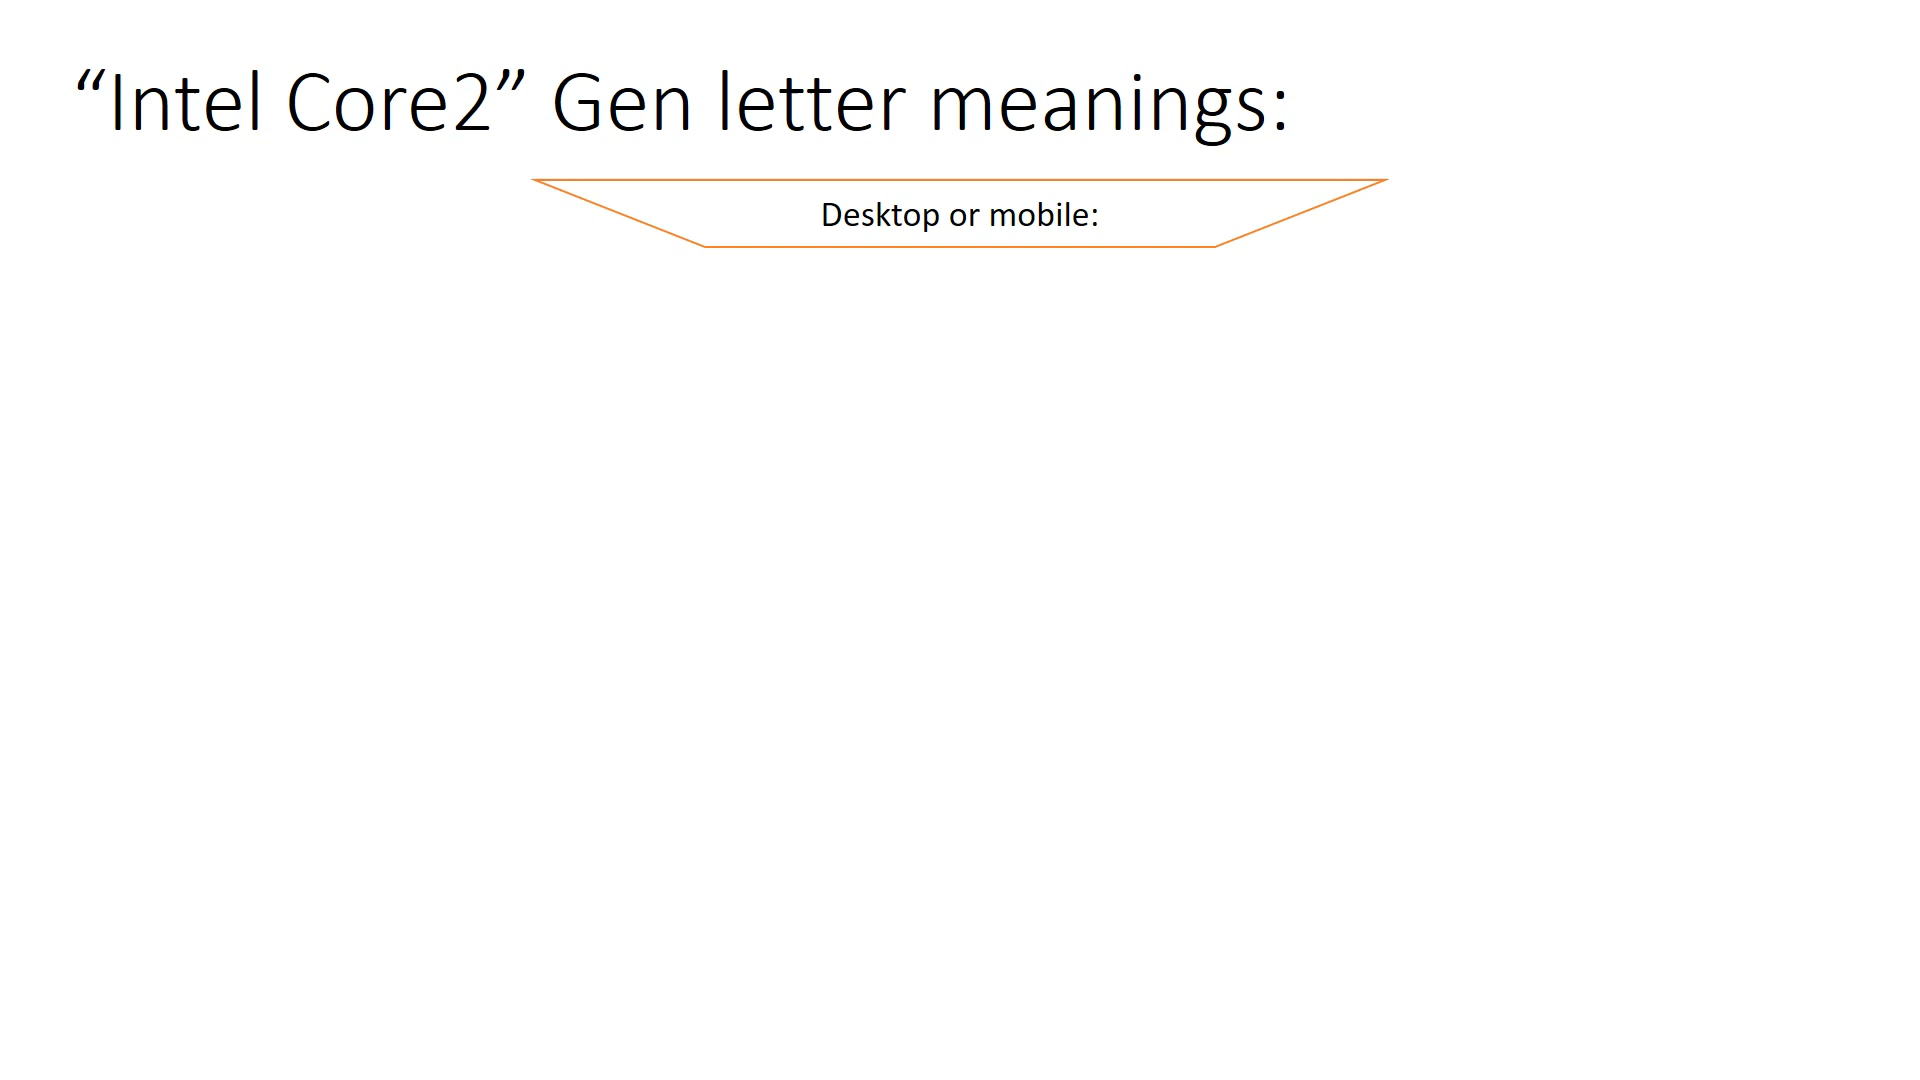 “Intel Core2” Gen letter meanings:
Desktop or mobile: